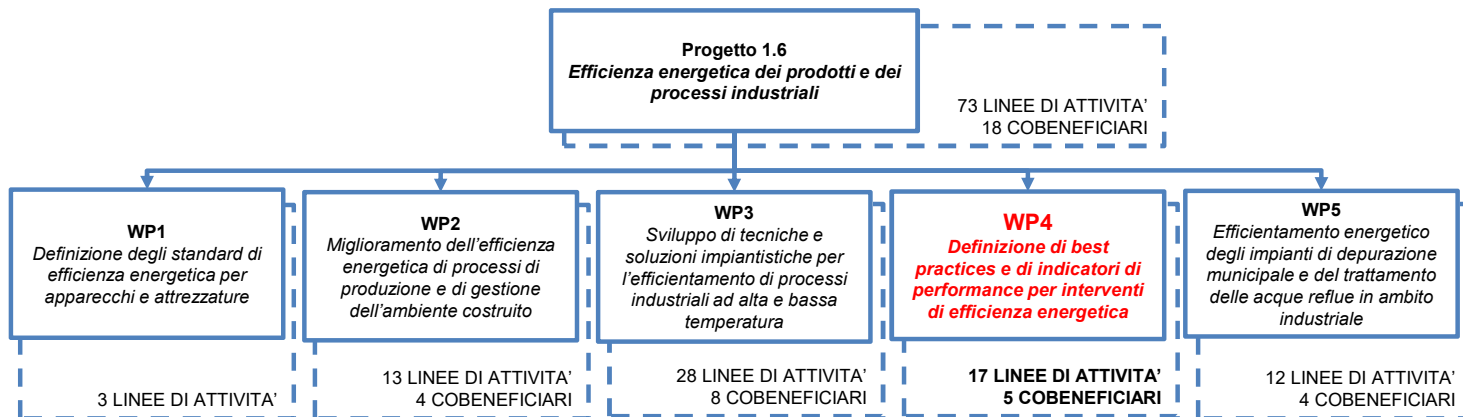 Progetto 1.6
Efficienza energetica dei prodotti e dei
processi industriali
73 LINEE DI ATTIVITA'
18 COBENEFICIARI
WP1
Definizione degli standard di
efficienza energetica per
apparecchi e attrezzature
3 LINEE DI ATTIVITA'
WP2
Miglioramento dell'efficienza
energetica di processi di
produzione e di gestione
dell'ambiente costruito
13 LINEE DI ATTIVITA'
4 COBENEFICIARI
WP3
Sviluppo di tecniche e
soluzioni impiantistiche per
l'efficientamento di processi
industriali ad alta e bassa
temperatura
28 LINEE DI ATTIVITA'
8 COBENEFICIARI
WP4
Definizione di best
practices e di indicatori di
performance per interventi
di efficienza energetica
17 LINEE DI ATTIVITA'
5 COBENEFICIARI
WP5
Efficientamento energetico
degli impianti di depurazione
municipale e del trattamento
delle acque reflue in ambito
industriale
12 LINEE DI ATTIVITA'
4 COBENEFICIARI